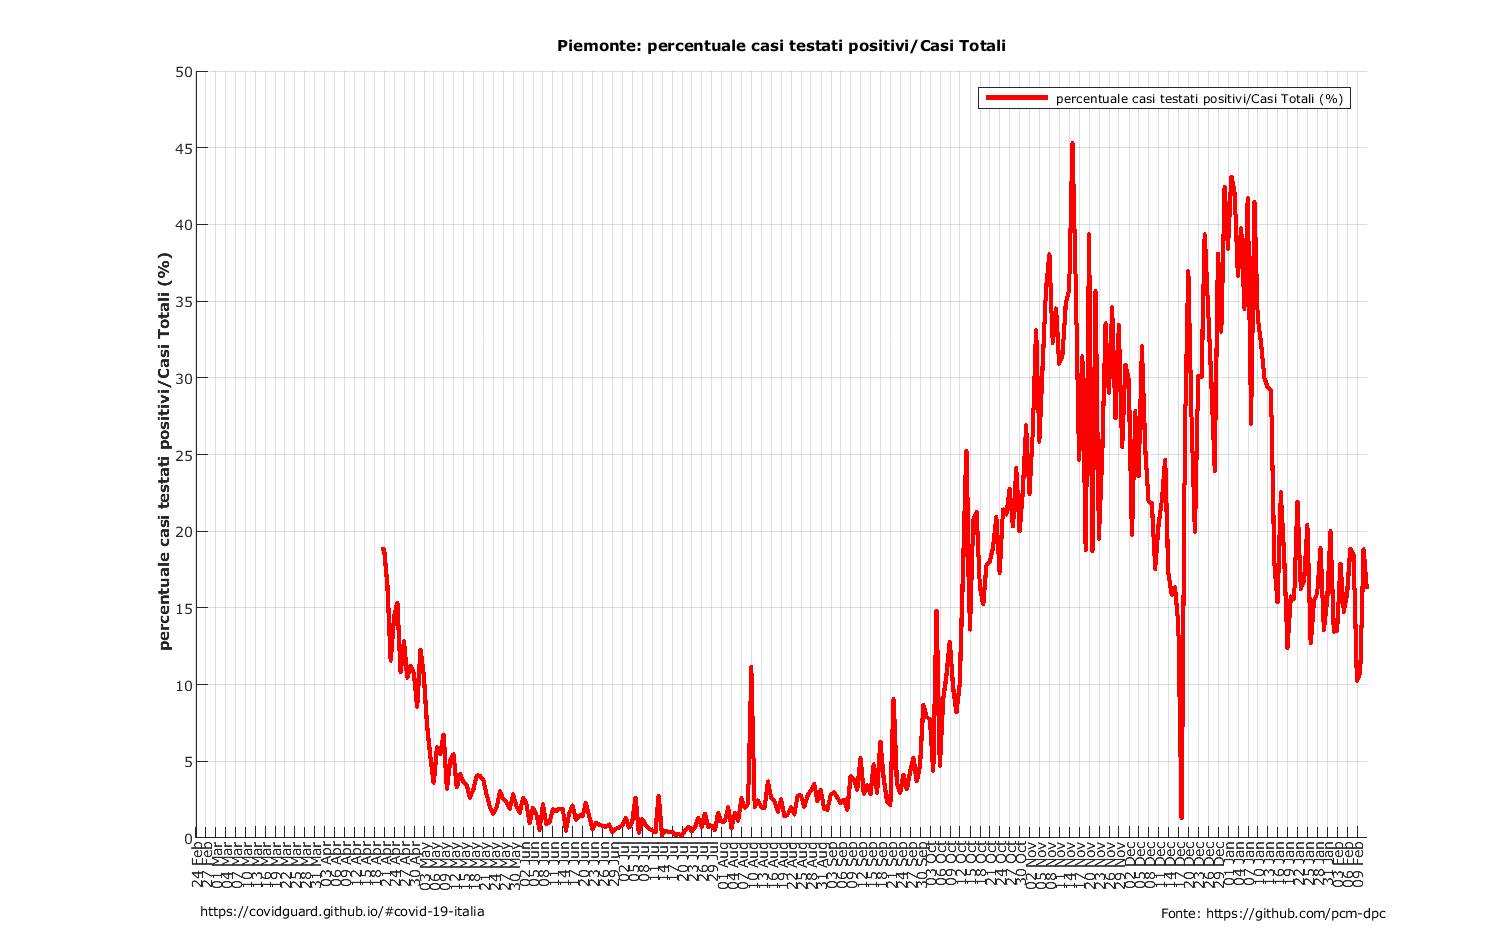 Piemonte: percentuale casi testati positivi/Casi Totali
percentuale casi testati positivi/Casi Totali (%)
percentuale casi testati positivi/Casi Totali (%)
50
45
40
35
30
25
20
15
10
5
0
24 Feb
27 Feb
01 Mar
04 Mar
07 Mar
10 Mar
13 Mar
16 Mar
19 Mar
22 Mar
25 Mar
28 Mar
31 Mar
03 Apr
06 Apr
09 Apr
12 Apr
15 Apr
18 Apr
21 Apr
24 Apr
27 Apr
30 Apr
03 May
06 May
09 May
12 May
15 May
18 May
21 May
24 May
27 May
30 May
02 Jun
05 Jun
08 Jun
11 Jun
14 Jun
17 Jun
20 Jun
23 Jun
26 Jun
29 Jun
02 Jul
05 Jul
08 Jul
11 Jul
14 Jul
17 Jul
20 Jul
23 Jul
26 Jul
29 Jul
01 Aug
04 Aug
07 Aug
10 Aug
13 Aug
16 Aug
19 Aug
22 Aug
25 Aug
28 Aug
31 Aug
03 Sep
06 Sep
09 Sep
12 Sep
15 Sep
18 Sep
21 Sep
24 Sep
27 Sep
30 Sep
03 Oct
06 Oct
09 Oct
12 Oct
15 Oct
18 Oct
21 Oct
24 Oct
27 Oct
30 Oct
02 Nov
05 Nov
08 Nov
11 Nov
14 Nov
17 Nov
20 Nov
23 Nov
26 Nov
29 Nov
02 Dec
05 Dec
08 Dec
11 Dec
14 Dec
17 Dec
20 Dec
23 Dec
26 Dec
29 Dec
01 Jan
04 Jan
07 Jan
10 Jan
13 Jan
16 Jan
19 Jan
22 Jan
25 Jan
28 Jan
31 Jan
03 Feb
06 Feb
09 Feb
https://covidguard.github.io/#covid-19-italia
Fonte: https://github.com/pcm-dpc